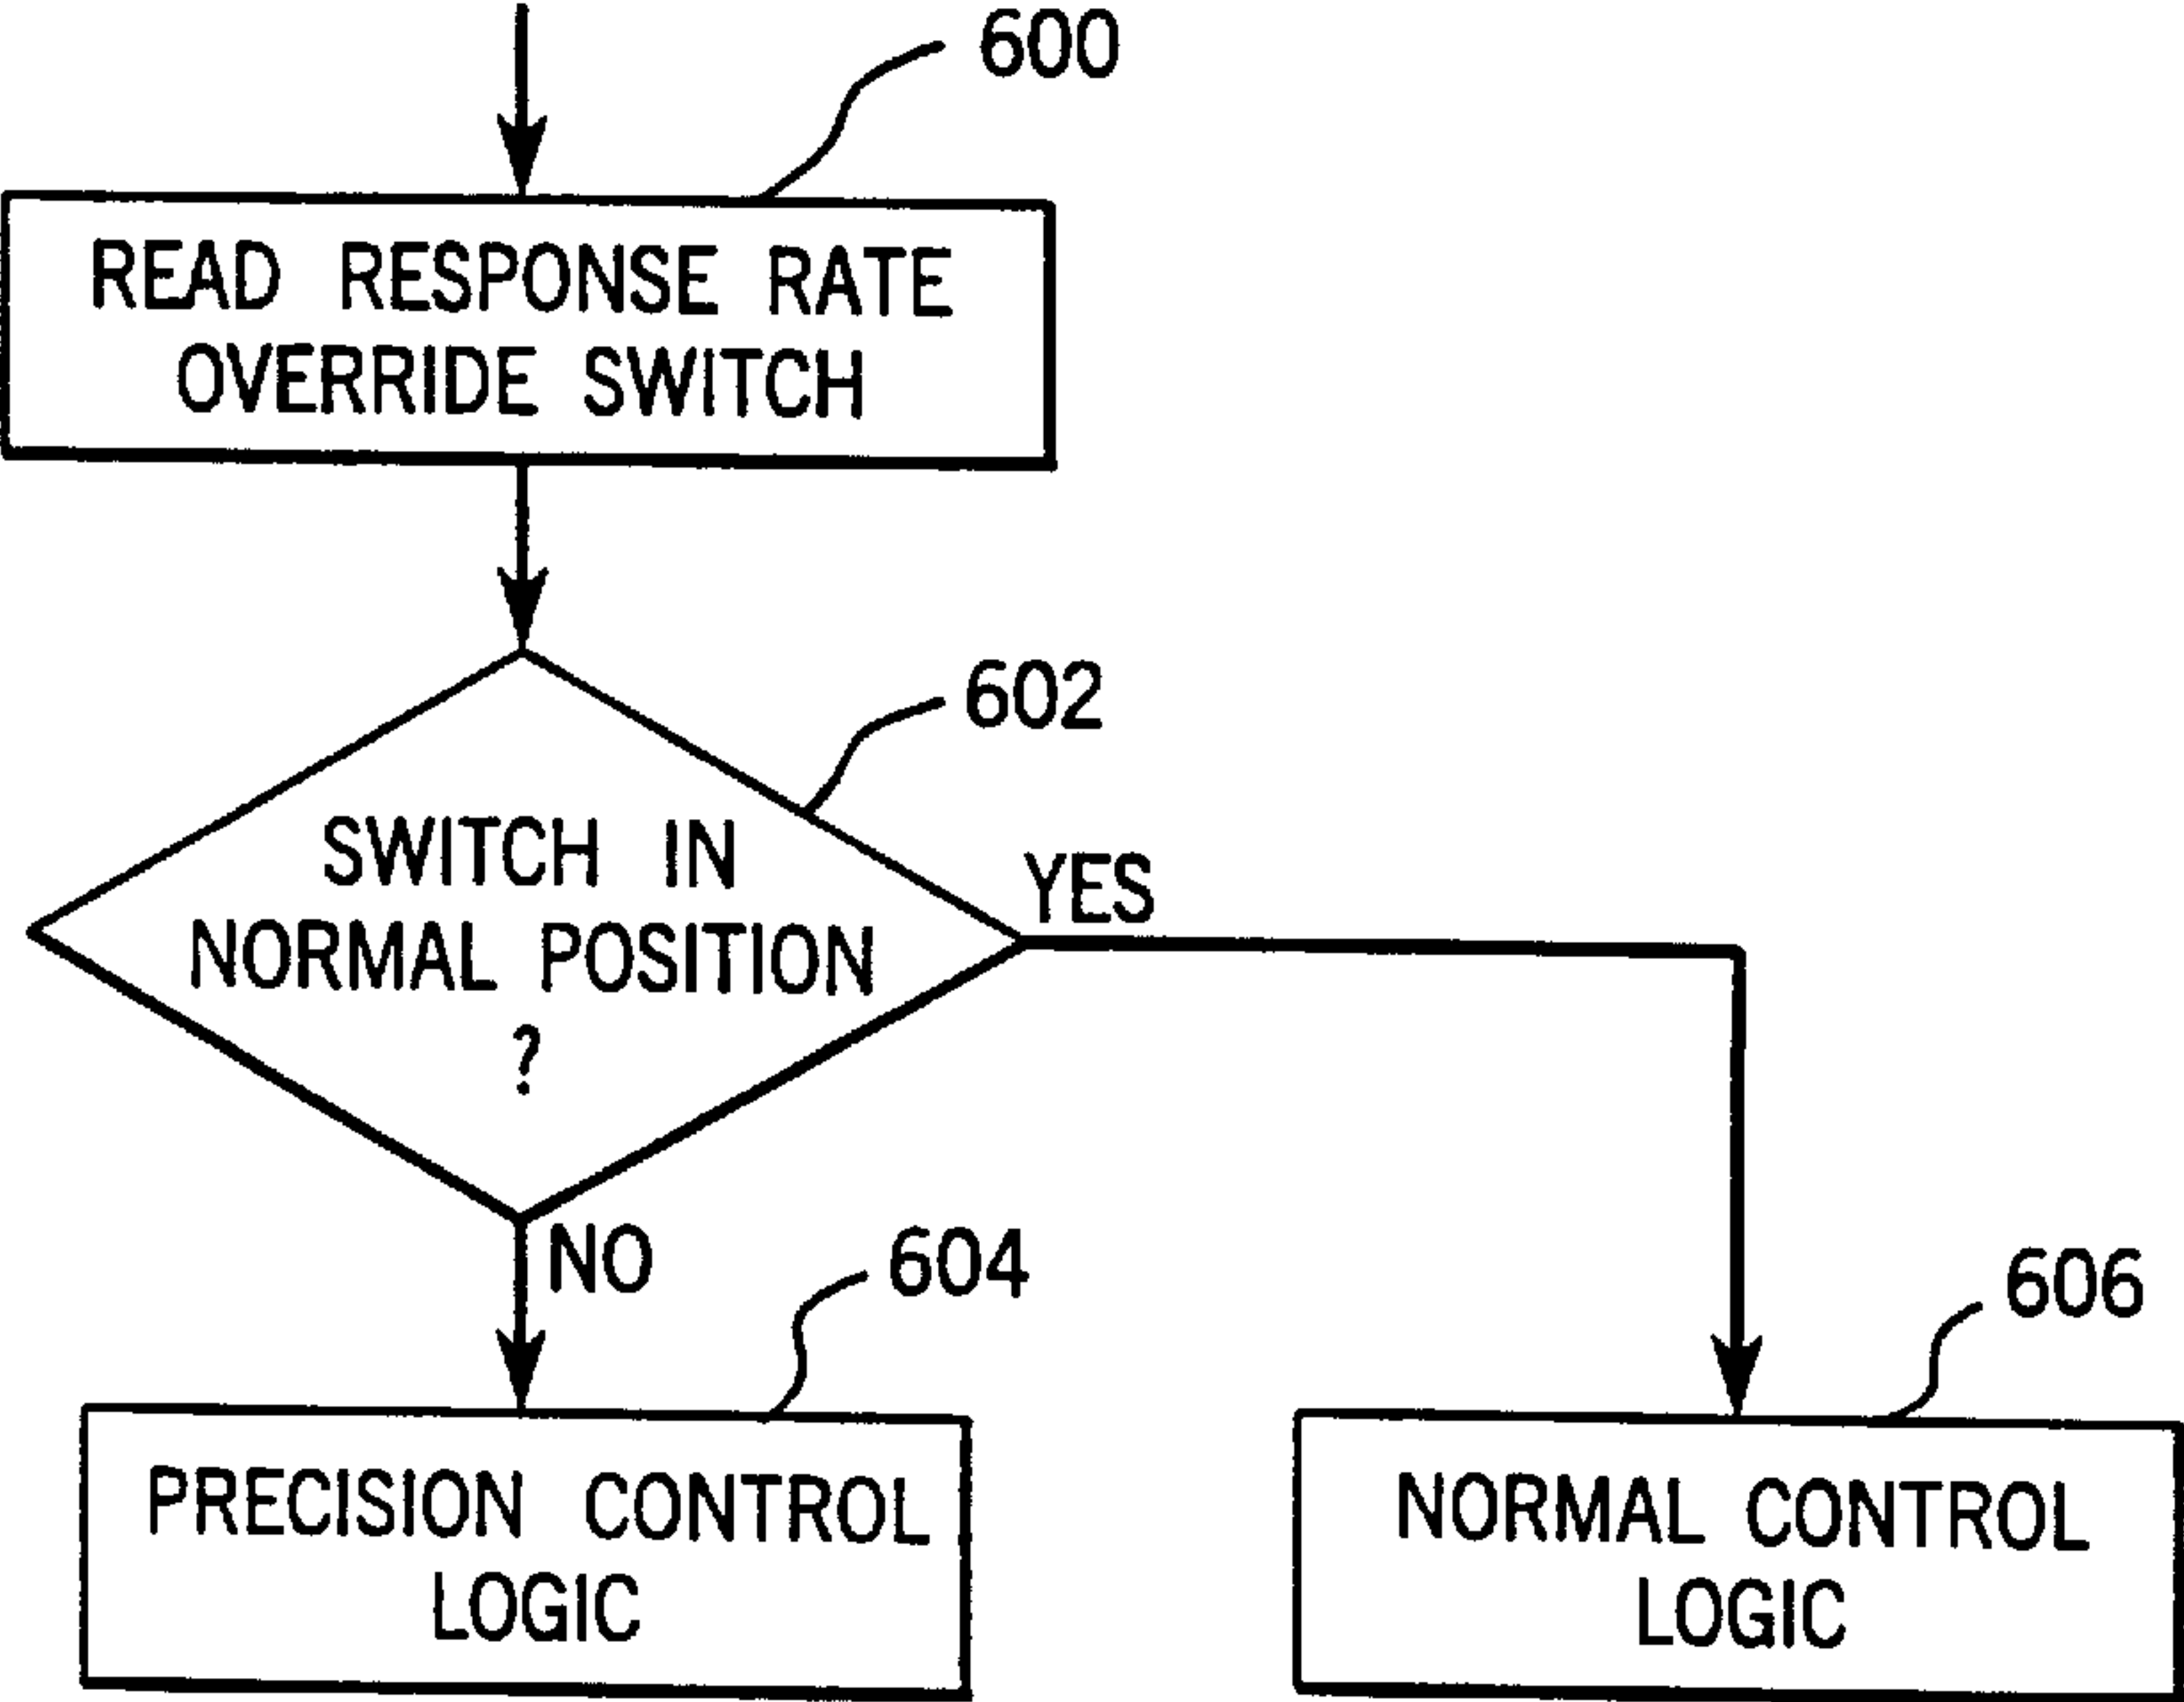 600
READ RESPONSE RATE
OVERRIDE SWITCH
602
SWITCH IN
NORMAL POSITION
?
YES
NO
604
606
PRECISION CONTROL
LOGIC
NORMAL CONTROL
LOGIC